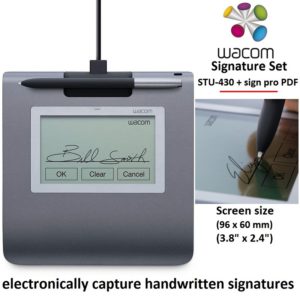 wacom
Signature Set
STU-430 + sign pro PDF
wacom
wacom
Bill Smith
OK Clear Cancel
Screen size
(96 x 60 mm)
(3.8" x 2.4")
electronically capture handwritten signatures